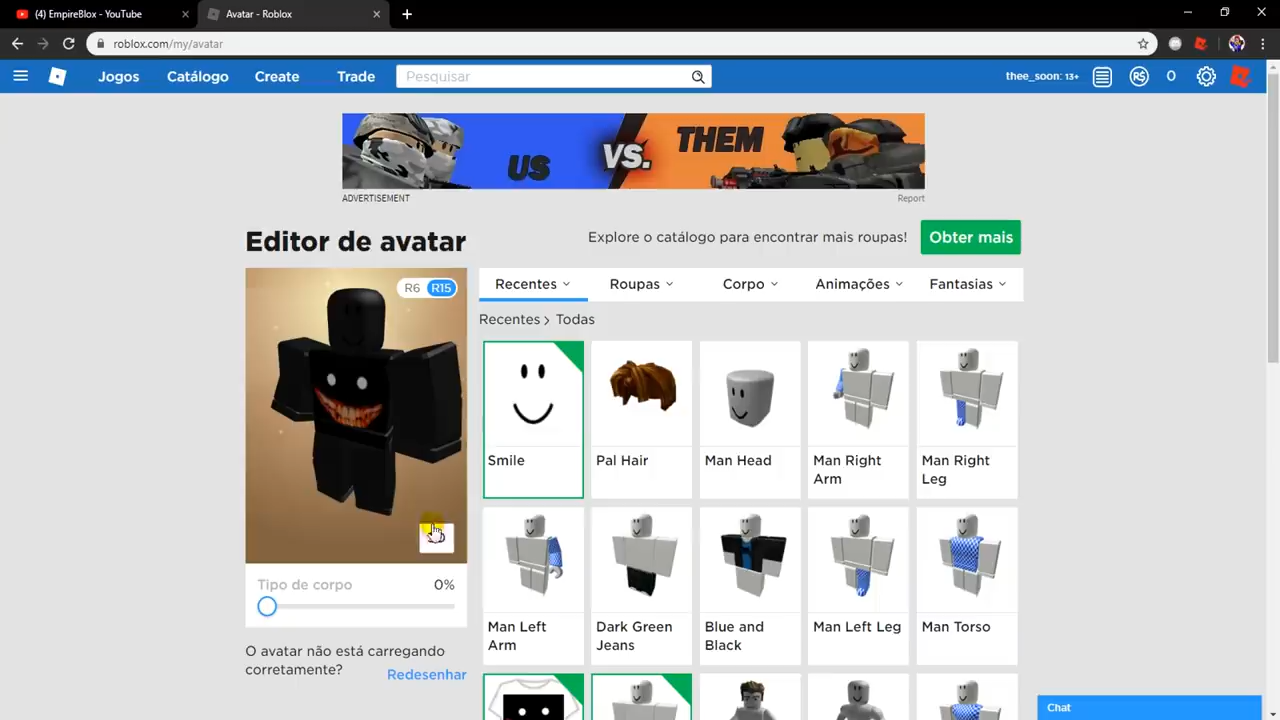 (4) EmpireBlox - YouTube
Avatar - Roblox
roblox.com/my/avatar
Jogos
Catálogo
Create
Trade
Pesquisar
thee_soon: 13+
R$
0
US
VS.
THEM
ADVERTISEMENT
Report
Editor de avatar
Explore o catálogo para encontrar mais roupas!
Obter mais
R6
R15
Recentes
Roupas
Corpo
Animações
Fantasias
Recentes > Todas
Smile
Pal Hair
Man Head
Man Right
Arm
Man Right
Leg
Man Left
Arm
Dark Green
Jeans
Blue and
Black
Man Left Leg
Man Torso
Tipo de corpo
0%
O avatar não está carregando
corretamente?
Redesenhar
Chat